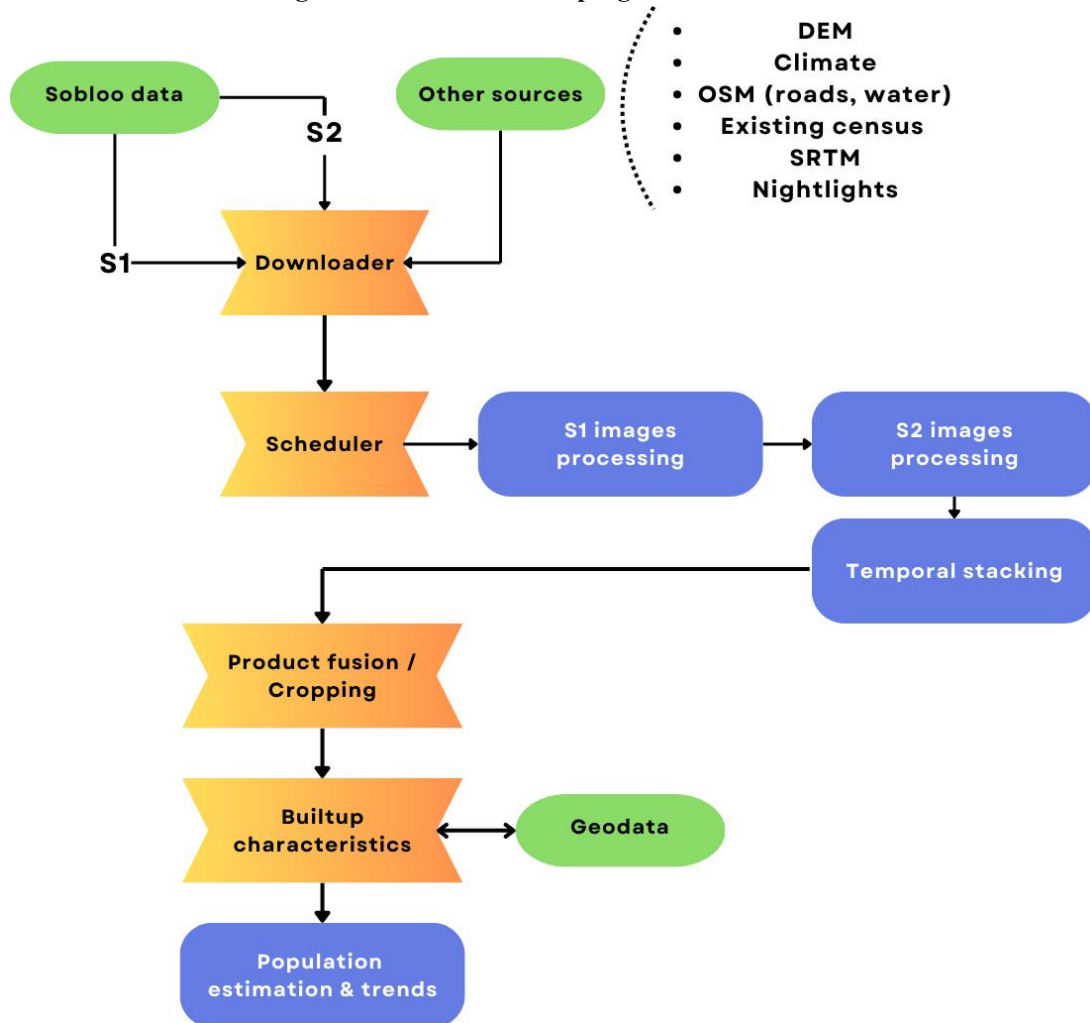 DEM
Climate
OSM (roads, water)
Existing census
SRTM
Nightlights
Sobloo data
Other sources
S2
S1
Downloader
Scheduler
S1 images
processing
S2 images
processing
Temporal stacking
Product fusion /
Cropping
Builtup
characteristics
Geodata
Population
estimation & trends